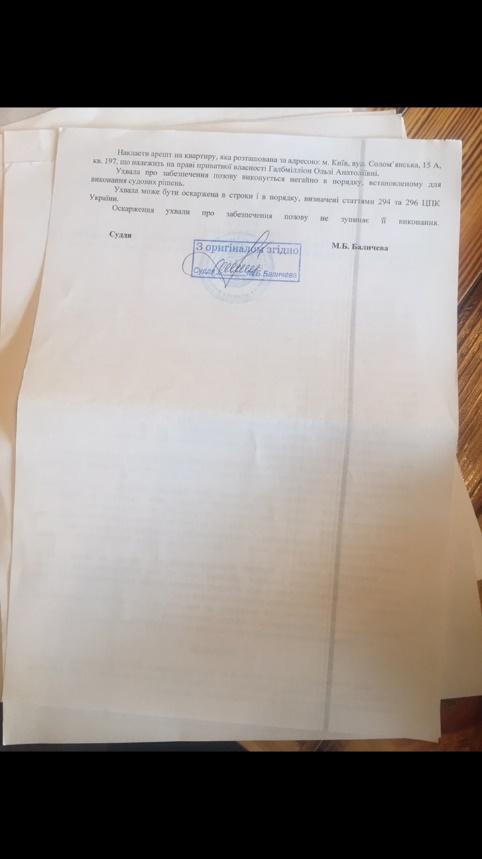 Накласти арешт на квартиру, яка розташована за адресою: м. Київ, вул. Солом'янська, 15 А,
кв. 197, що належить на праві приватної власності Галбмілліон Ользі Анатоліївні.
Ухвала про забезпечення позову виконується негайно в порядку, встановленому для
виконання судових рішень.
Ухвала може бути оскаржена в строки і в порядку, визначені статтями 294 та 296 ЦПК
України.
Оскарження ухвали про забезпечення позову не зупиняє її виконання.
Суддя М.Б. Баличева
З оригіналом згідно
Суддя М.Б.Баличева